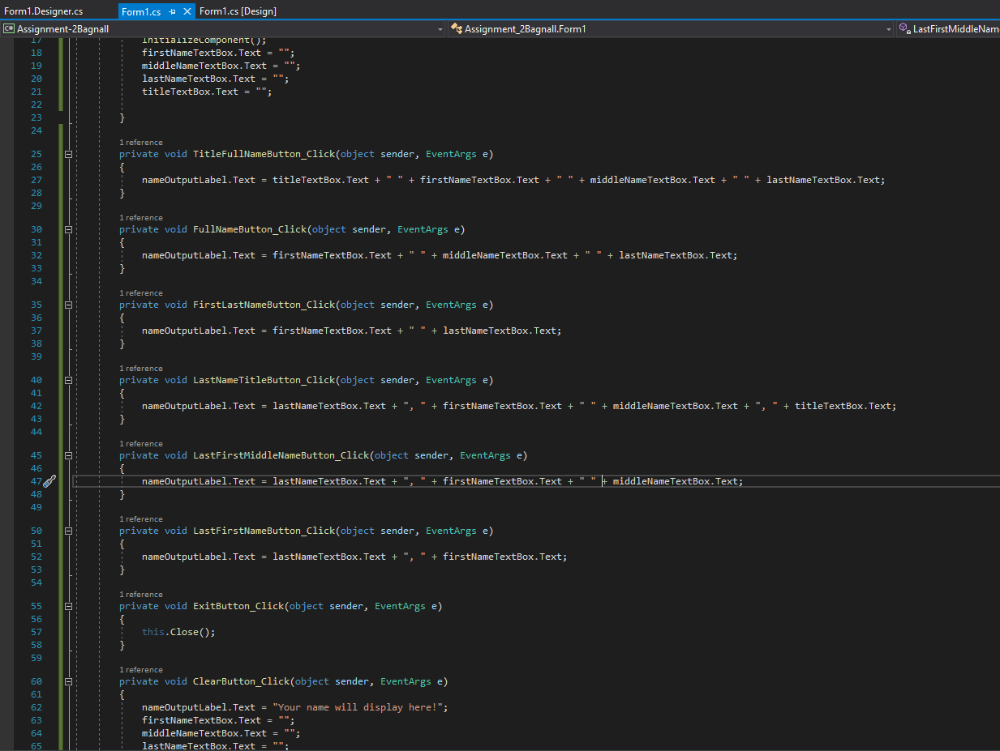 Form1.Designer.cs Form1.cs Form1.cs [Design]
C# Assignment-2Bagnall Assignment_2Bagnall.Form1 LastFirstMiddleNam
17 InitializeComponent();
18 firstNameTextBox.Text = "";
19 middleNameTextBox.Text = "";
20 lastNameTextBox.Text = "";
21 titleTextBox.Text = "";
22
23 }
24
1 reference
25 private void TitleFullNameButton_Click(object sender, EventArgs e)
26 {
27 nameOutputLabel.Text = titleTextBox.Text + " " + firstNameTextBox.Text + " " + middleNameTextBox.Text + " " + lastNameTextBox.Text;
28 }
29
1 reference
30 private void FullNameButton_Click(object sender, EventArgs e)
31 {
32 nameOutputLabel.Text = firstNameTextBox.Text + " " + middleNameTextBox.Text + " " + lastNameTextBox.Text;
33 }
34
1 reference
35 private void FirstLastNameButton_Click(object sender, EventArgs e)
36 {
37 nameOutputLabel.Text = firstNameTextBox.Text + " " + lastNameTextBox.Text;
38 }
39
1 reference
40 private void LastNameTitleButton_Click(object sender, EventArgs e)
41 {
42 nameOutputLabel.Text = lastNameTextBox.Text + ", " + firstNameTextBox.Text + " " + middleNameTextBox.Text + ", " + titleTextBox.Text;
43 }
44
1 reference
45 private void LastFirstMiddleNameButton_Click(object sender, EventArgs e)
46 {
47 nameOutputLabel.Text = lastNameTextBox.Text + ", " + firstNameTextBox.Text + " " + middleNameTextBox.Text;
48 }
49
1 reference
50 private void LastFirstNameButton_Click(object sender, EventArgs e)
51 {
52 nameOutputLabel.Text = lastNameTextBox.Text + ", " + firstNameTextBox.Text;
53 }
54
1 reference
55 private void ExitButton_Click(object sender, EventArgs e)
56 {
57 this.Close();
58 }
59
1 reference
60 private void ClearButton_Click(object sender, EventArgs e)
61 {
62 nameOutputLabel.Text = "Your name will display here!";
63 firstNameTextBox.Text = "";
64 middleNameTextBox.Text = "";
65 lastNameTextBox.Text = "";